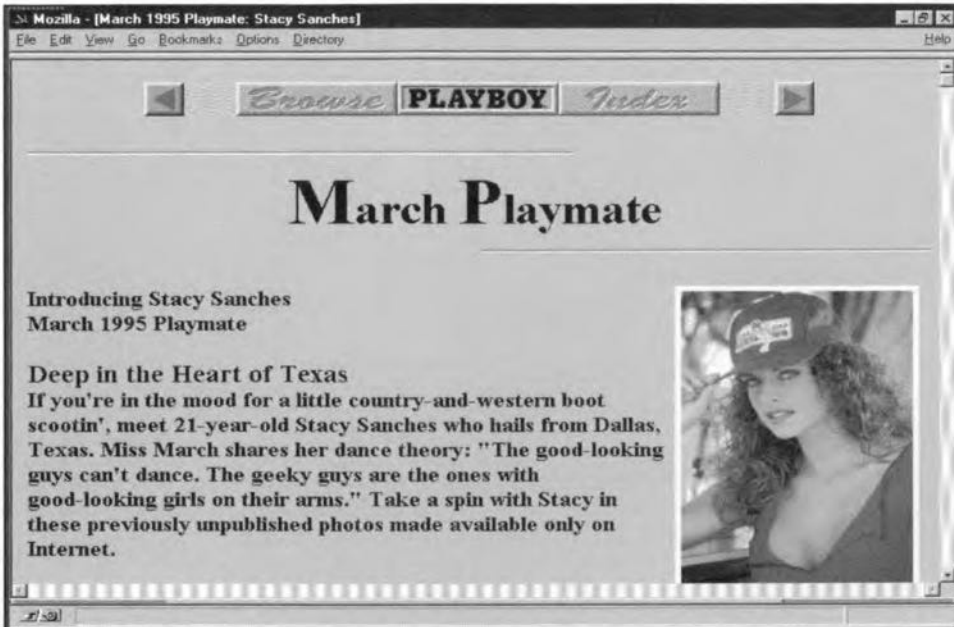 Mozilla - [March 1995 Playmate: Stacy Sanches]
File Edit View Go Bookmarks Options Directory Help
Browse PLAYBOY Index
March Playmate
Introducing Stacy Sanches
March 1995 Playmate
Deep in the Heart of Texas
If you're in the mood for a little country-and-western boot
scootin', meet 21-year-old Stacy Sanches who hails from Dallas,
Texas. Miss March shares her dance theory: "The good-looking
guys can't dance. The geeky guys are the ones with
good-looking girls on their arms." Take a spin with Stacy in
these previously unpublished photos made available only on
Internet.